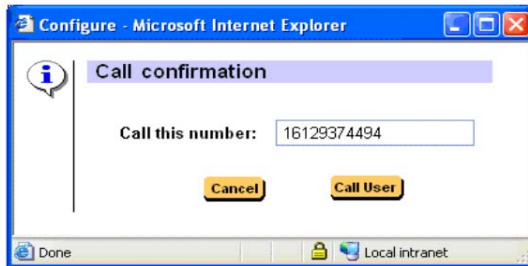 Configure - Microsoft Internet Explorer
Call confirmation
Call this number: 16129374494
Cancel Call User
Done Local intranet